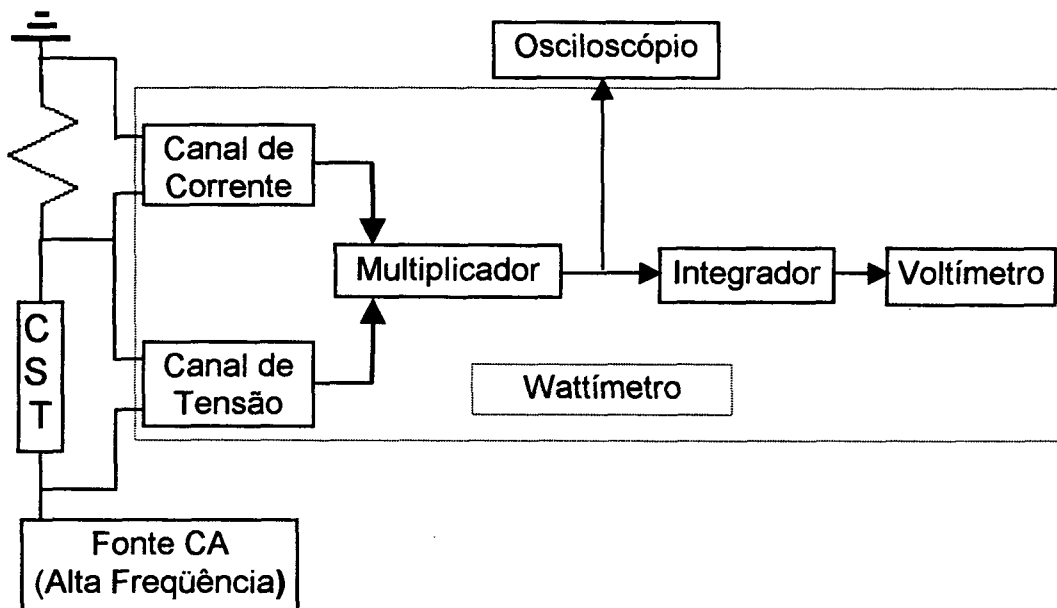 Osciloscópio
Canal de
Corrente
Multiplicador
Integrador
Voltímetro
C
S
T
Canal de
Tensão
Wattímetro
Fonte CA
(Alta Freqüência)